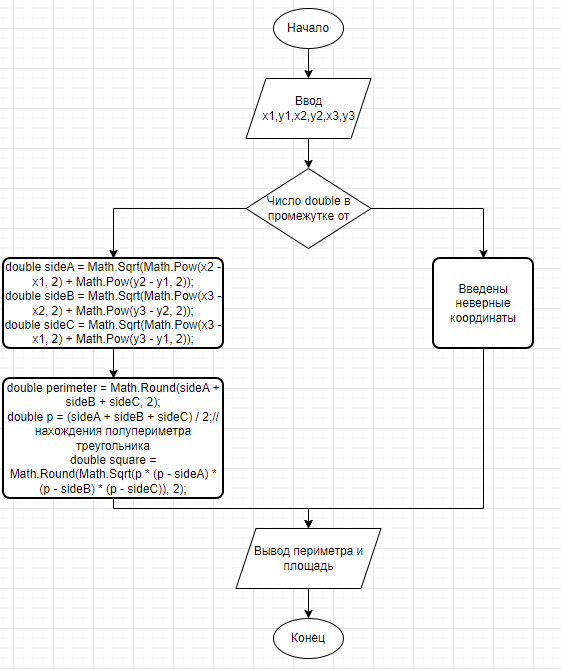 Начало
Ввод
x1,y1,x2,y2,x3,y3
Число double в
промежутке от
double sideA = Math.Sqrt(Math.Pow(x2 -
x1, 2) + Math.Pow(y2 - y1, 2));
double sideB = Math.Sqrt(Math.Pow(x3 -
x2, 2) + Math.Pow(y3 - y2, 2));
double sideC = Math.Sqrt(Math.Pow(x3 -
x1, 2) + Math.Pow(y3 - y1, 2));
Введены
неверные
координаты
double perimeter = Math.Round(sideA +
sideB + sideC, 2);
double p = (sideA + sideB + sideC) / 2;//
нахождения полупериметра
треугольника
double square =
Math.Round(Math.Sqrt(p * (p - sideA) *
(p - sideB) * (p - sideC)), 2);
Вывод периметра и
площадь
Конец